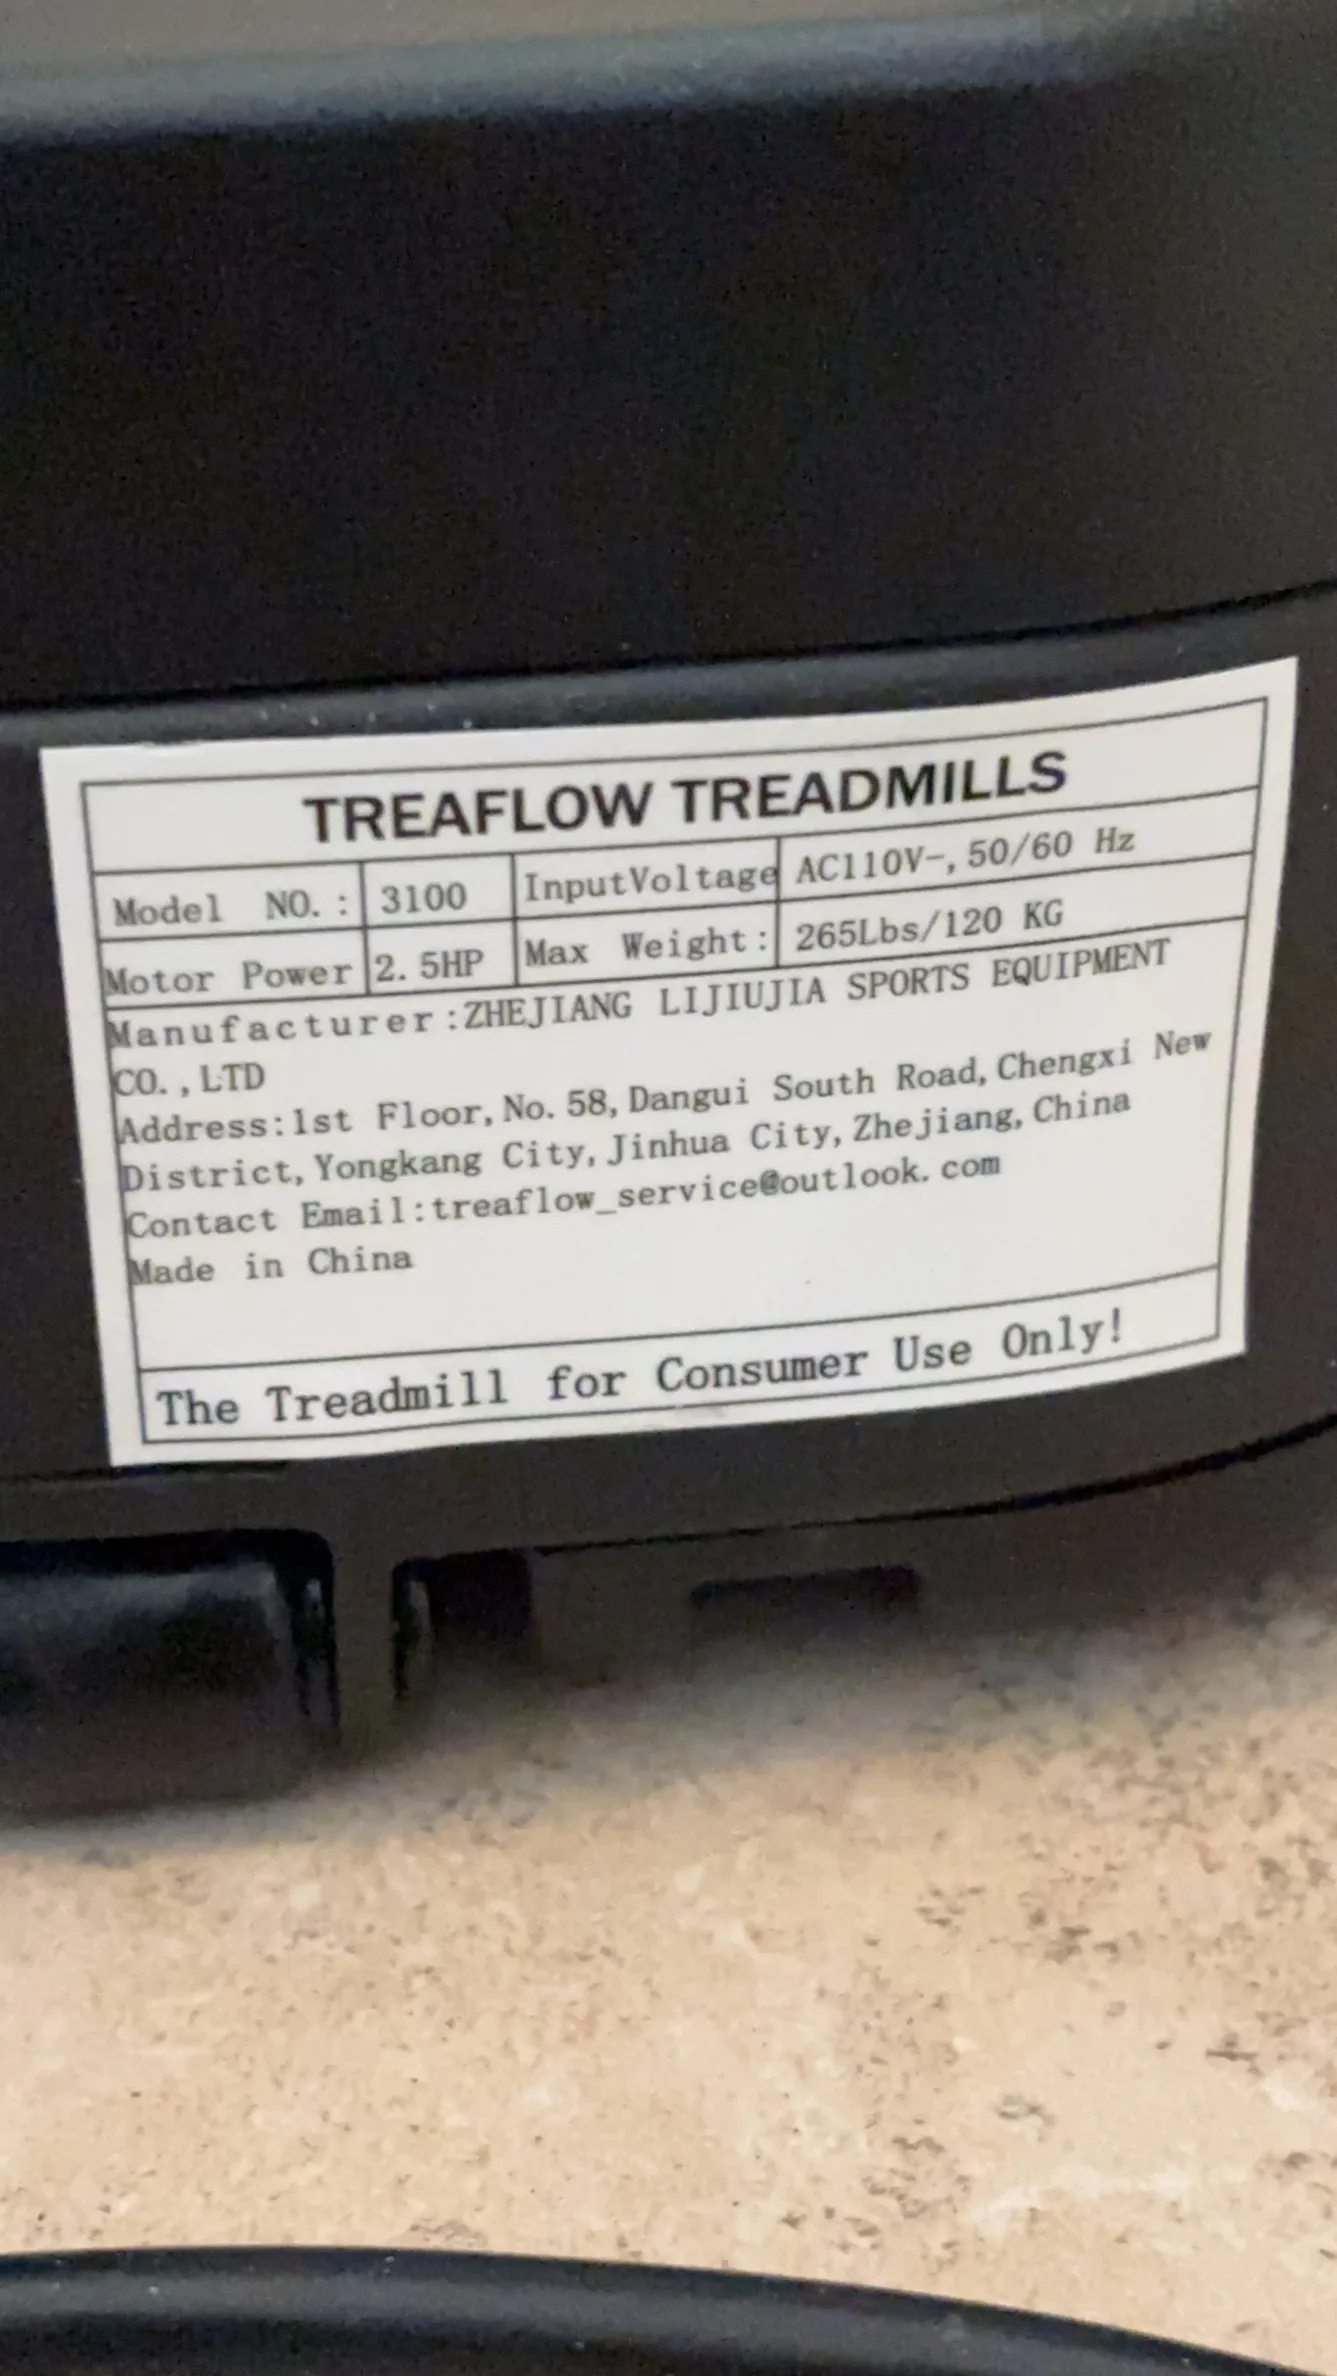 TREAFLOW TREADMILLS
Model NO.: 3100 InputVoltage AC110V-, 50/60 Hz
Motor Power 2.5HP Max Weight: 265Lbs/120 KG
Manufacturer:ZHEJIANG LIJIUJIA SPORTS EQUIPMENT
CO.,LTD
Address:1st Floor,No.58,Dangui South Road,Chengxi New
District,Yongkang City,Jinhua City,Zhejiang,China
Contact Email:treaflow_service@outlook.com
Made in China
The Treadmill for Consumer Use Only!